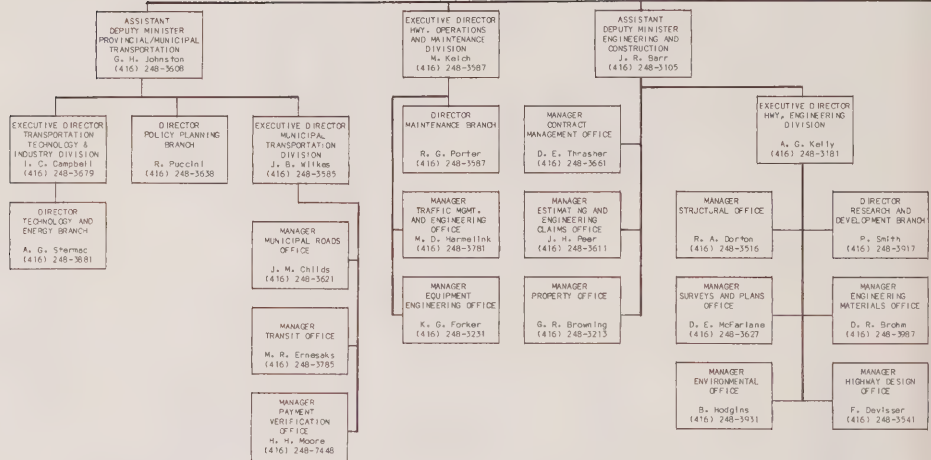 ASSISTANT
DEPUTY MINISTER
PROVINCIAL/MUNICIPAL
TRANSPORTATION
G. H. Johnston
(416) 248-3608
EXECUTIVE DIRECTOR
HWY. OPERATIONS
AND MAINTENANCE
DIVISION
M. Kelch
(416) 248-3587
ASSISTANT
DEPUTY MINISTER
ENGINEERING AND
CONSTRUCTION
J. R. Barr
(416) 248-3105
EXECUTIVE DIRECTOR
TRANSPORTATION
TECHNOLOGY &
INDUSTRY DIVISION
I. C. Campbell
(416) 248-3679
DIRECTOR
POLICY PLANNING
BRANCH
R. Puccini
(416) 248-3638
EXECUTIVE DIRECTOR
MUNICIPAL
TRANSPORTATION
DIVISION
J. B. Wilkes
(416) 248-3585
DIRECTOR
MAINTENANCE BRANCH
R. G. Porter
(416) 248-3587
MANAGER
CONTRACT
MANAGEMENT OFFICE
D. E. Thrasher
(416) 248-3661
EXECUTIVE DIRECTOR
HWY. ENGINEERING
DIVISION
A. G. Kelly
(416) 248-3181
DIRECTOR
TECHNOLOGY AND
ENERGY BRANCH
A. G. Stermac
(416) 248-3881
MANAGER
MUNICIPAL ROADS
OFFICE
J. M. Childs
(416) 248-3621
MANAGER
TRAFFIC MGMT.
AND ENGINEERING
OFFICE
M. D. Harmelink
(416) 248-3781
MANAGER
ESTIMATING AND
ENGINEERING
CLAIMS OFFICE
J. H. Peer
(416) 248-3611
MANAGER
STRUCTURAL OFFICE
R. A. Dorton
(416) 248-3516
DIRECTOR
RESEARCH AND
DEVELOPMENT BRANCH
P. Smith
(416) 248-3917
MANAGER
TRANSIT OFFICE
M. R. Ernesaks
(416) 248-3785
MANAGER
EQUIPMENT
ENGINEERING OFFICE
K. G. Forker
(416) 248-3231
MANAGER
PROPERTY OFFICE
G. R. Browning
(416) 248-3213
MANAGER
SURVEYS AND PLANS
OFFICE
D. E. McFarlane
(416) 248-3627
MANAGER
ENGINEERING
MATERIALS OFFICE
D. R. Brohm
(416) 248-3987
MANAGER
PAYMENT
VERIFICATION
OFFICE
H. H. Moore
(416) 248-7448
MANAGER
ENVIRONMENTAL
OFFICE
B. Hodgins
(416) 248-3931
MANAGER
HIGHWAY DESIGN
OFFICE
F. Devisser
(416) 248-3541